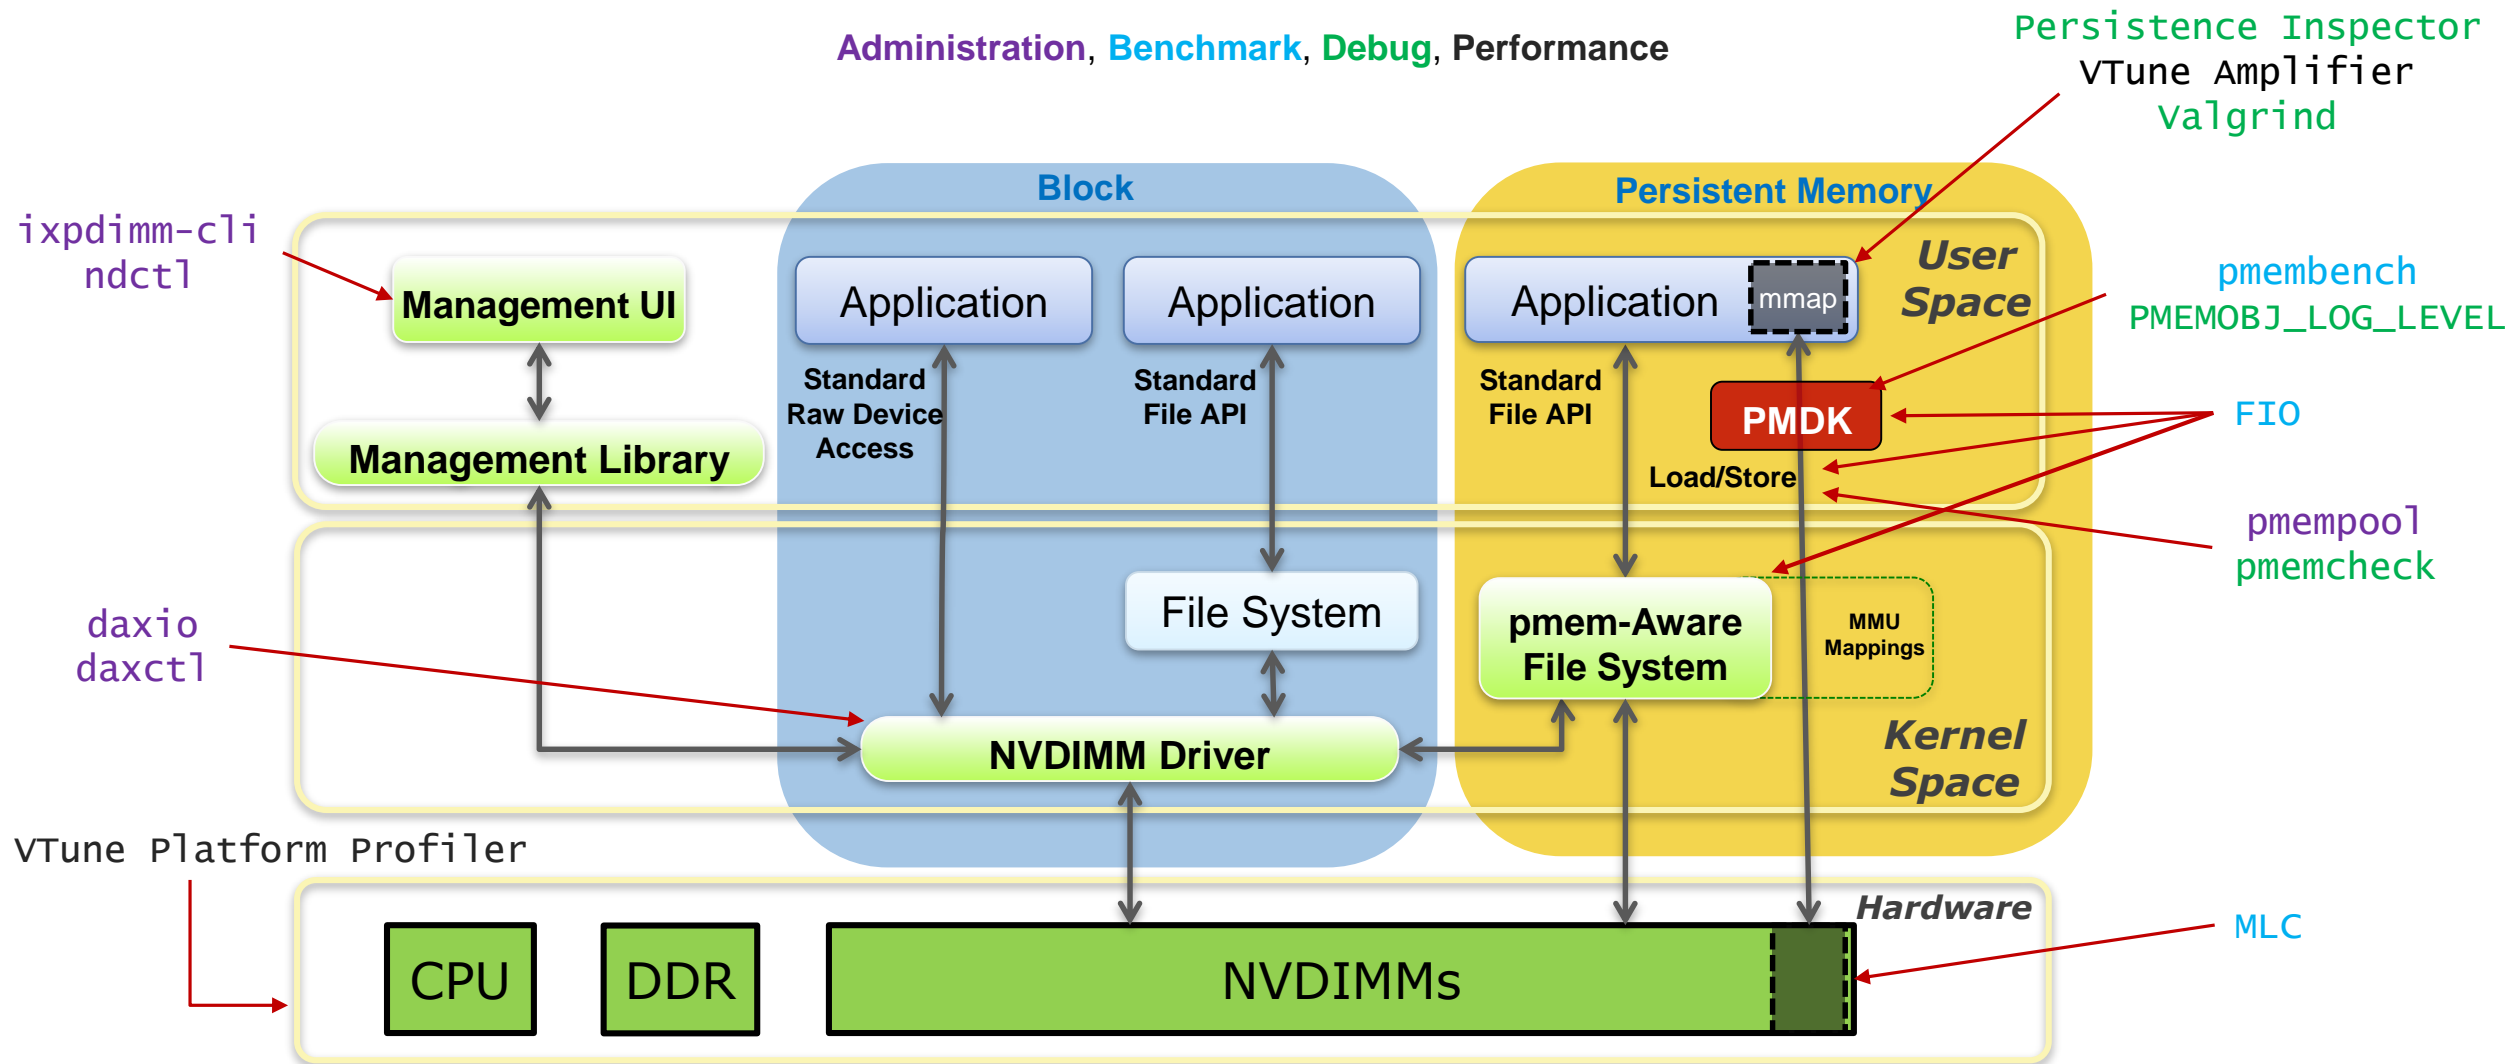 Administration, Benchmark, Debug, Performance
Persistence Inspector
VTune Amplifier
Valgrind
Block
Persistent Memory
ixpdimm-cli
ndctl
Management UI
Application
Application
Application
mmap
User
Space
pmembench
PMEMOBJ_LOG_LEVEL
Standard
Raw Device
Access
Standard
File API
Standard
File API
PMDK
FIO
Management Library
Load/Store
pmempool
pmemcheck
daxio
daxctl
File System
pmem-Aware
File System
MMU
Mappings
NVDIMM Driver
Kernel
Space
VTune Platform Profiler
Hardware
CPU
DDR
NVDIMMs
MLC